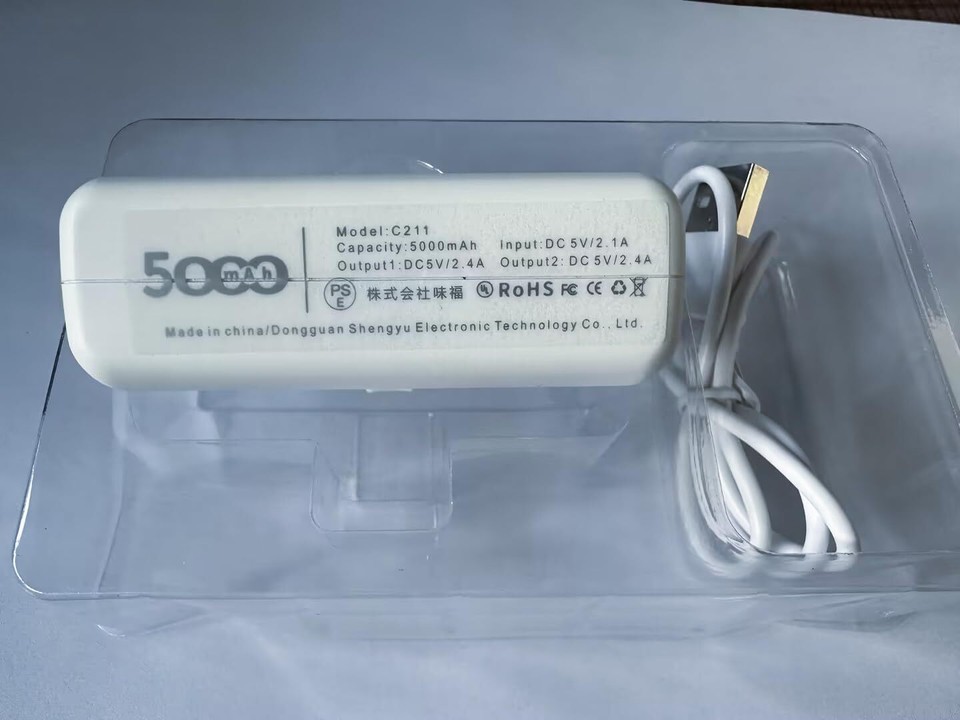 5000mAh
Model:C211
Capacity:5000mAh Input:DC 5V/2.1A
Output1:DC5V/2.4A Output2: DC 5V/2.4A
PSE 株式会社味福 UL RoHS FC CE
Made in china/Dongguan Shengyu Electronic Technology Co., Ltd.